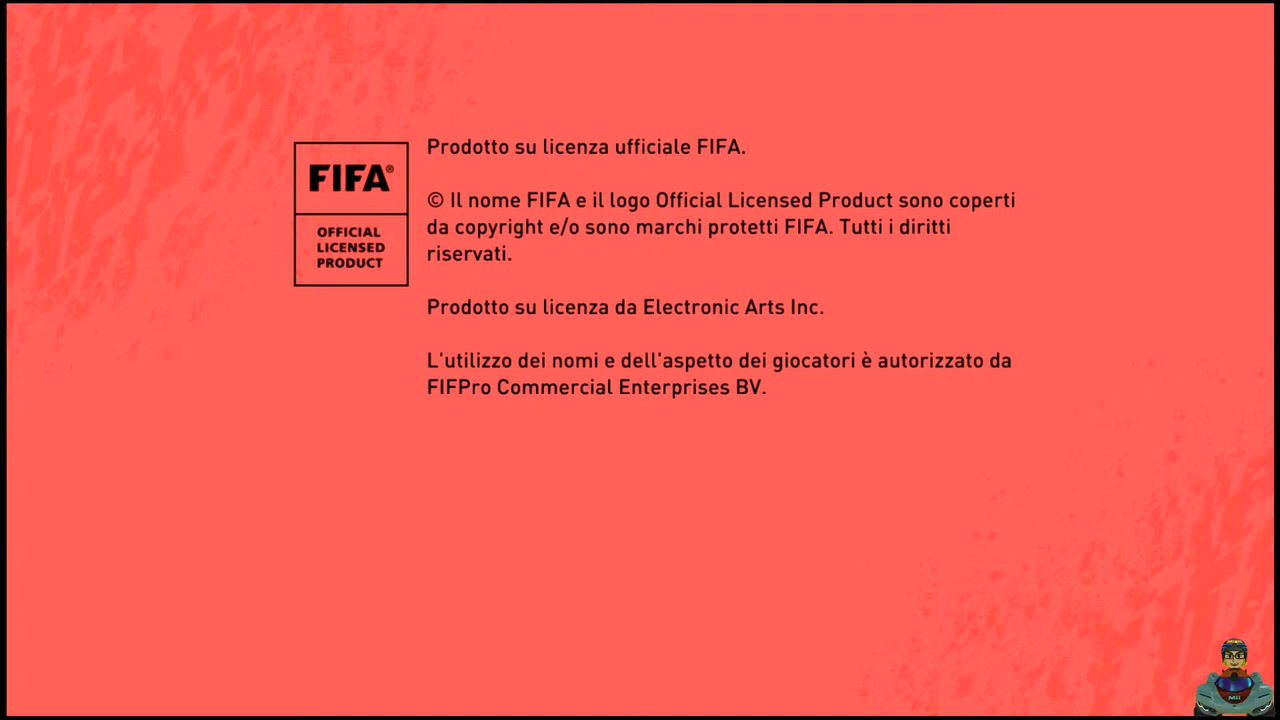 FIFA®
OFFICIAL
LICENSED
PRODUCT
Prodotto su licenza ufficiale FIFA.
© Il nome FIFA e il logo Official Licensed Product sono coperti
da copyright e/o sono marchi protetti FIFA. Tutti i diritti
riservati.
Prodotto su licenza da Electronic Arts Inc.
L'utilizzo dei nomi e dell'aspetto dei giocatori è autorizzato da
FIFPro Commercial Enterprises BV.